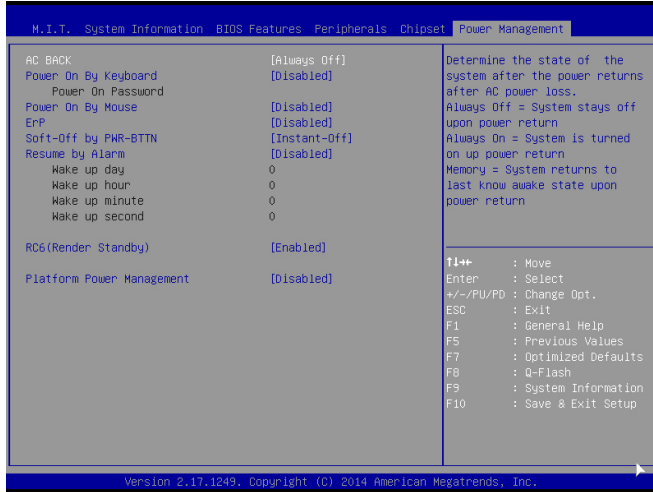 M.I.T. System Information BIOS Features Peripherals Chipset Power Management
AC BACK [Always Off]
Power On By Keyboard [Disabled]
Power On Password
Power On By Mouse [Disabled]
ErP [Disabled]
Soft-Off by PWR-BTTN [Instant-Off]
Resume by Alarm [Disabled]
Wake up day 0
Wake up hour 0
Wake up minute 0
Wake up second 0
RC6(Render Standby) [Enabled]
Platform Power Management [Disabled]
Determine the state of the
system after the power returns
after AC power loss.
Always Off = System stays off
upon power return
Always On = System is turned
on up power return
Memory = System returns to
last know awake state upon
power return
↑↓→← : Move
Enter : Select
+/-/PU/PD : Change Opt.
ESC : Exit
F1 : General Help
F5 : Previous Values
F7 : Optimized Defaults
F8 : Q-Flash
F9 : System Information
F10 : Save & Exit Setup
Version 2.17.1249. Copyright (C) 2014 American Megatrends, Inc.